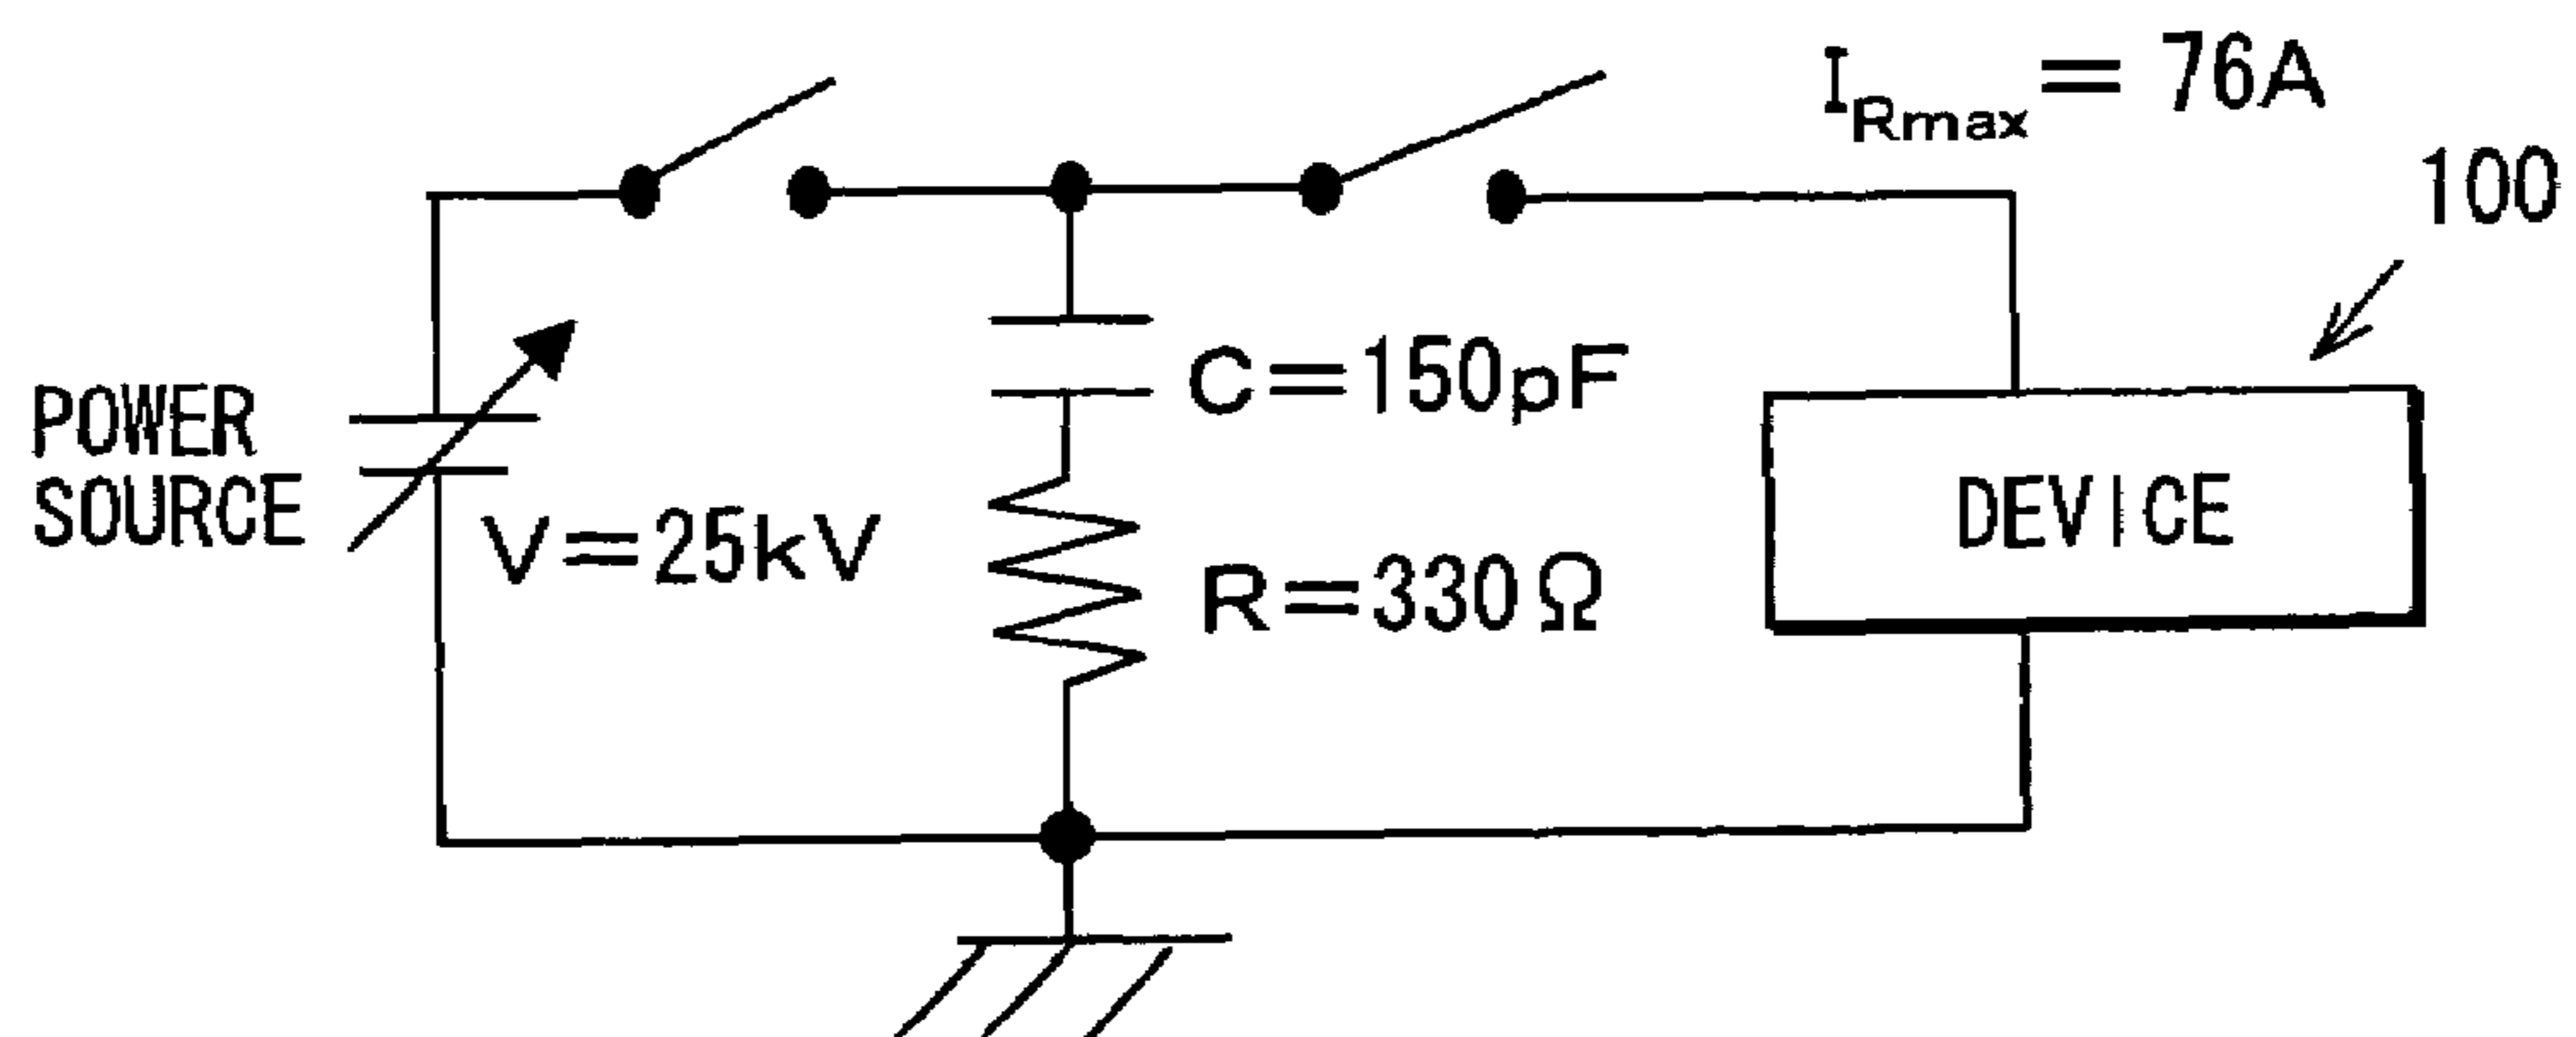 I_Rmax = 76A
100
POWER
SOURCE
V=25kV
C=150pF
R=330Ω
DEVICE